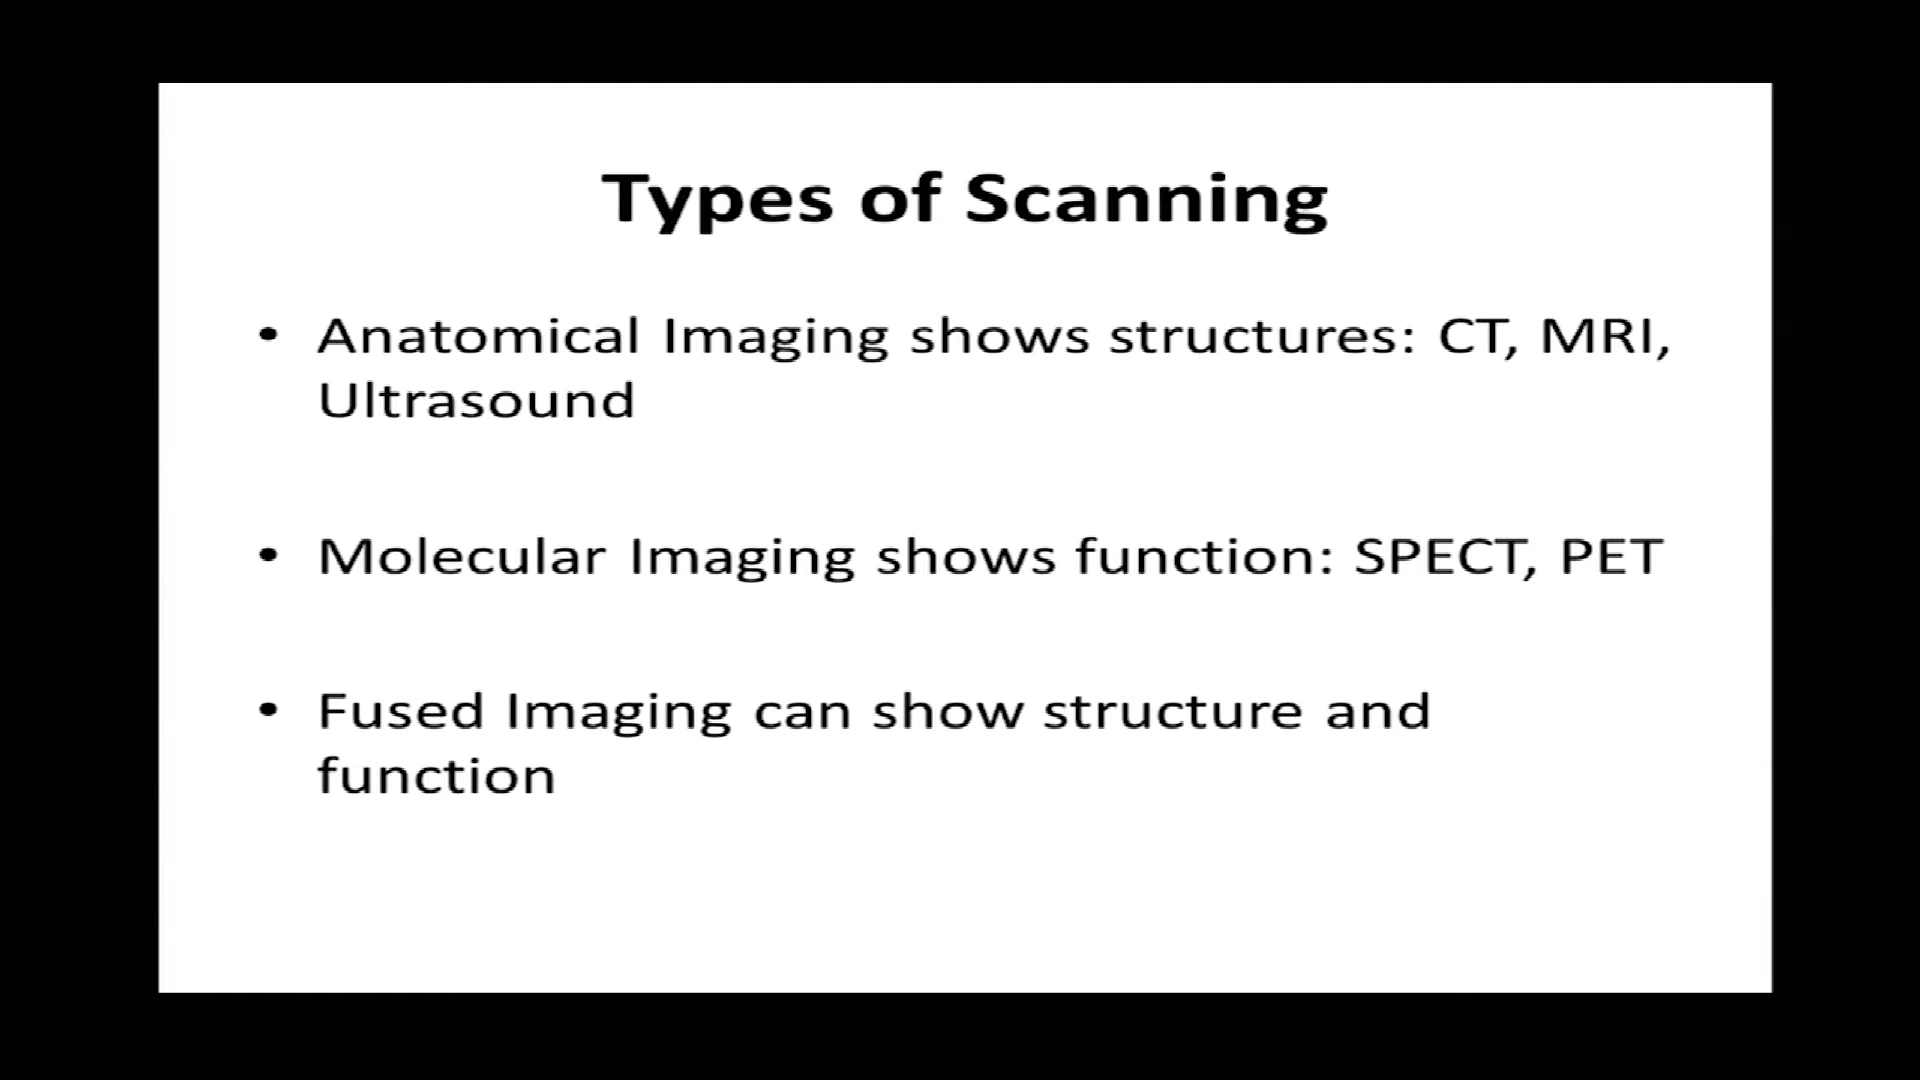 Types of Scanning
• Anatomical Imaging shows structures: CT, MRI,
Ultrasound
• Molecular Imaging shows function: SPECT, PET
• Fused Imaging can show structure and
function